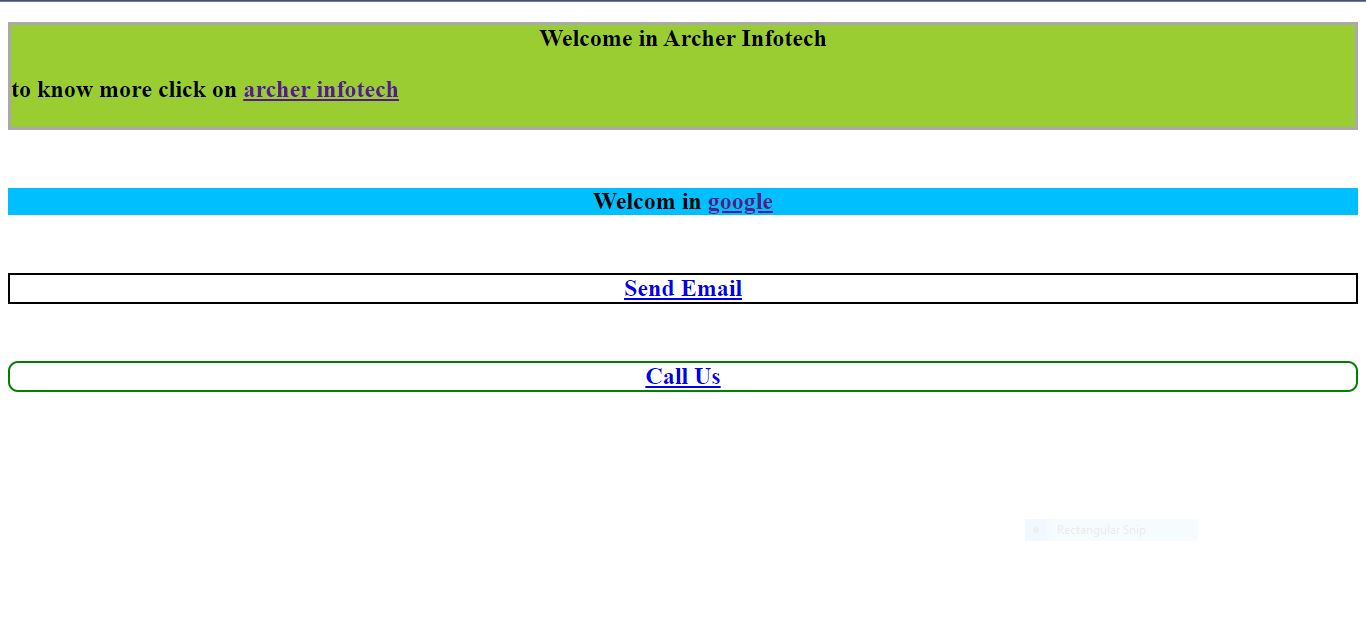 Welcome in Archer Infotech
to know more click on archer infotech
Welcom in google
Send Email
Call Us
Rectangular Snip